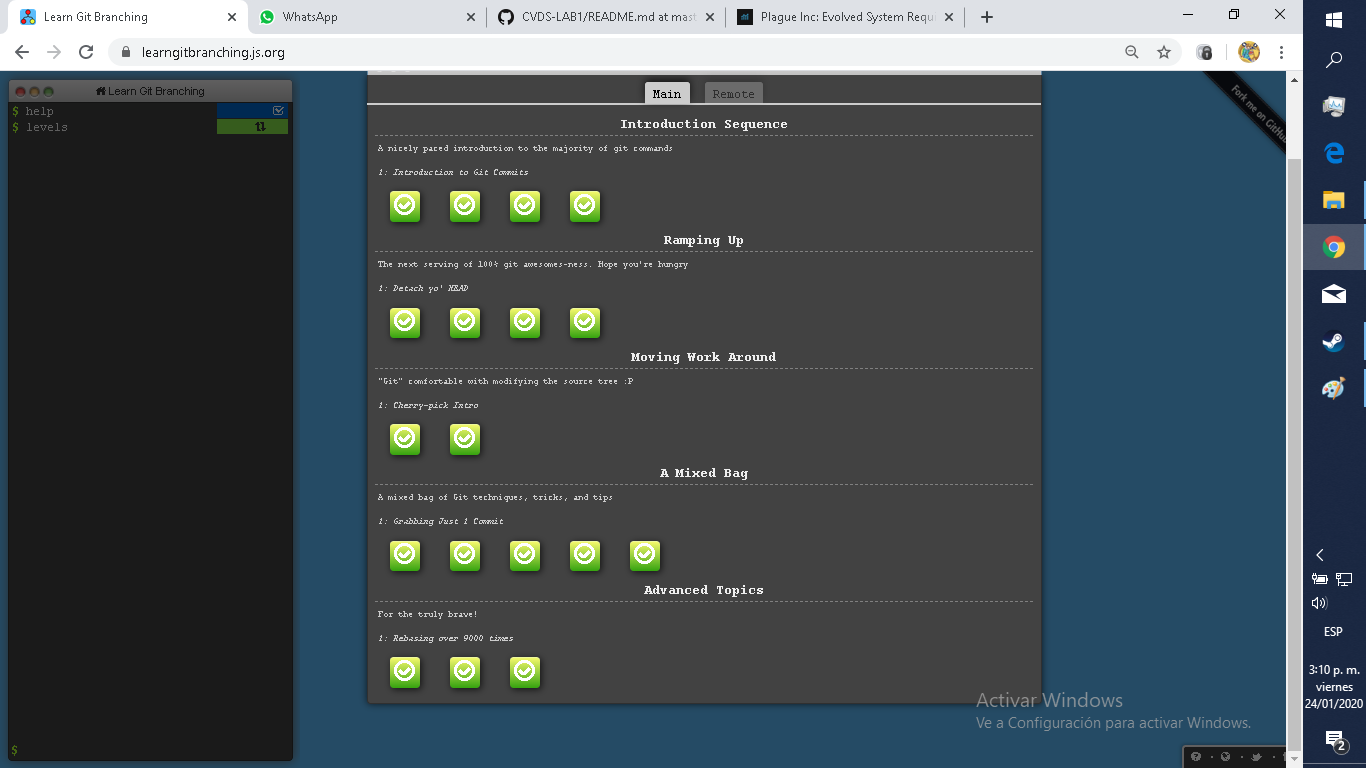 Learn Git Branching
WhatsApp
CVDS-LAB1/README.md at mast
Plague Inc: Evolved System Requ
learngitbranching.js.org
Learn Git Branching
$ help
$ levels
$
Main
Remote
Introduction Sequence
A nicely paced introduction to the majority of git commands
1: Introduction to Git Commits
Ramping Up
The next serving of 100% git awesomes-ness. Hope you're hungry
1: Detach yo' HEAD
Moving Work Around
"Git" comfortable with modifying the source tree :P
1: Cherry-pick Intro
A Mixed Bag
A mixed bag of Git techniques, tricks, and tips
1: Grabbing Just 1 Commit
Advanced Topics
For the truly brave!
1: Rebasing over 9000 times
Fork me on GitHub
Activar Windows
Ve a Configuración para activar Windows.
ESP
3:10 p. m.
viernes
24/01/2020
2